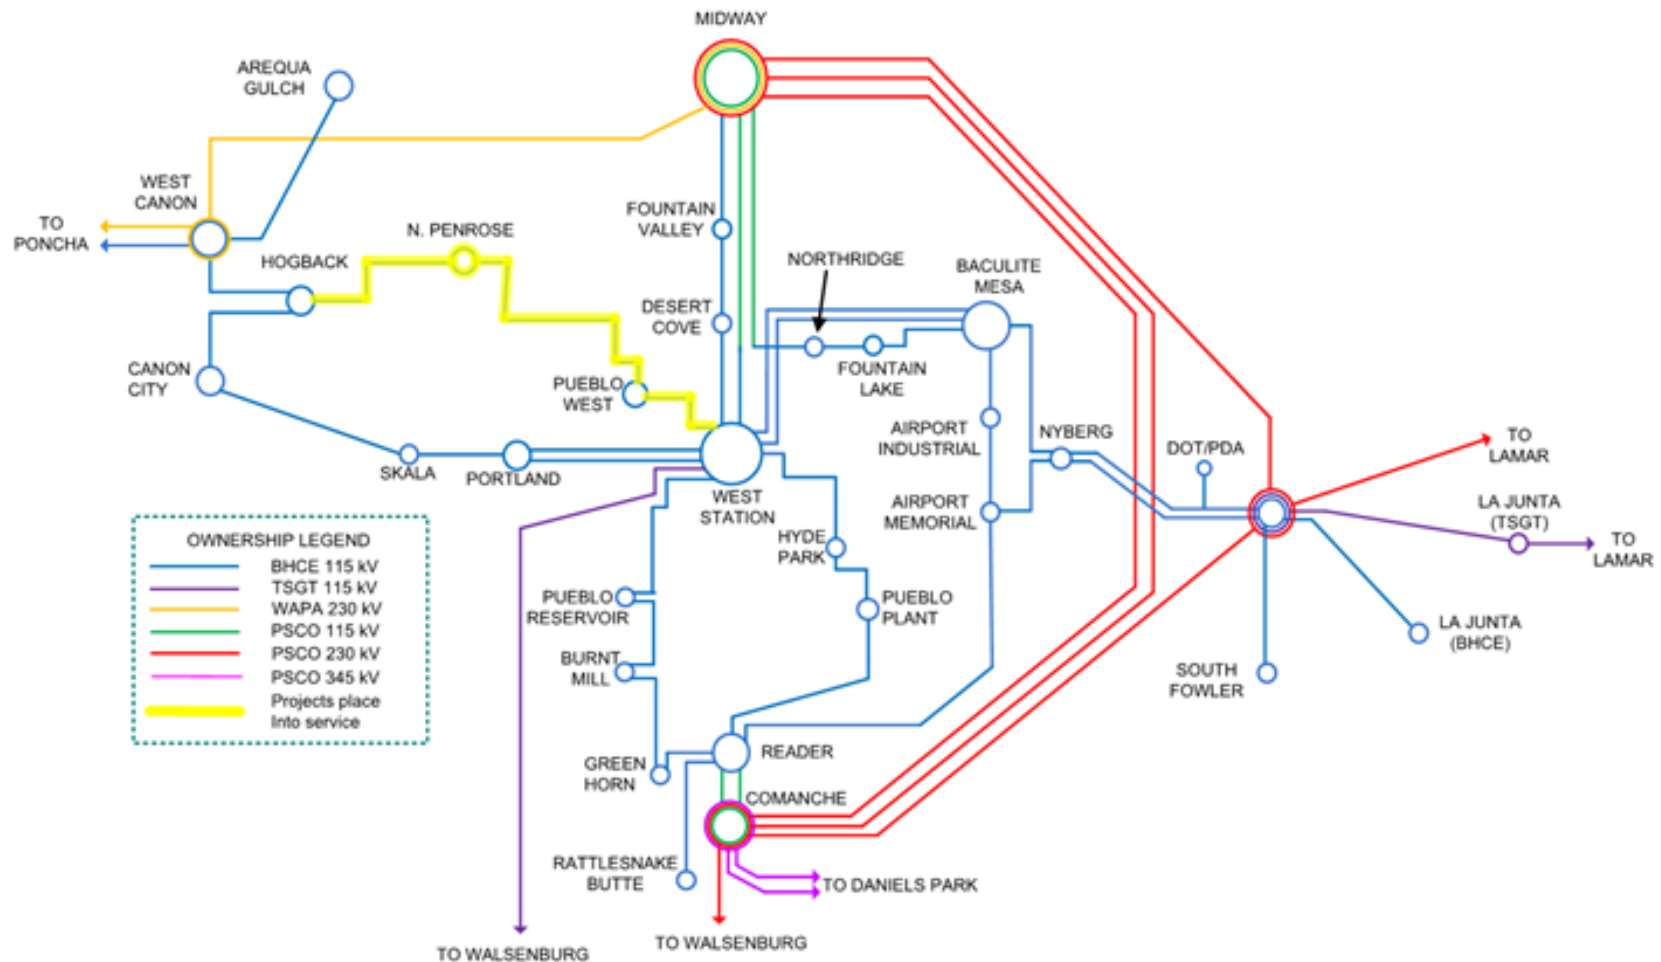 MIDWAY
AREQUA
GULCH
WEST
CANON
TO
PONCHA
HOGBACK
N. PENROSE
FOUNTAIN
VALLEY
NORTHRIDGE
BACULITE
MESA
DESERT
COVE
FOUNTAIN
LAKE
CANON
CITY
PUEBLO
WEST
AIRPORT
INDUSTRIAL
NYBERG
DOT/PDA
TO
LAMAR
SKALA
PORTLAND
WEST
STATION
AIRPORT
MEMORIAL
LA JUNTA
(TSGT)
TO
LAMAR
HYDE
PARK
OWNERSHIP LEGEND
BHCE 115 kV
TSGT 115 kV
WAPA 230 kV
PSCO 115 kV
PSCO 230 kV
PSCO 345 kV
Projects place
Into service
PUEBLO
RESERVOIR
PUEBLO
PLANT
LA JUNTA
(BHCE)
BURNT
MILL
SOUTH
FOWLER
GREEN
HORN
READER
COMANCHE
RATTLESNAKE
BUTTE
TO DANIELS PARK
TO WALSENBURG
TO WALSENBURG